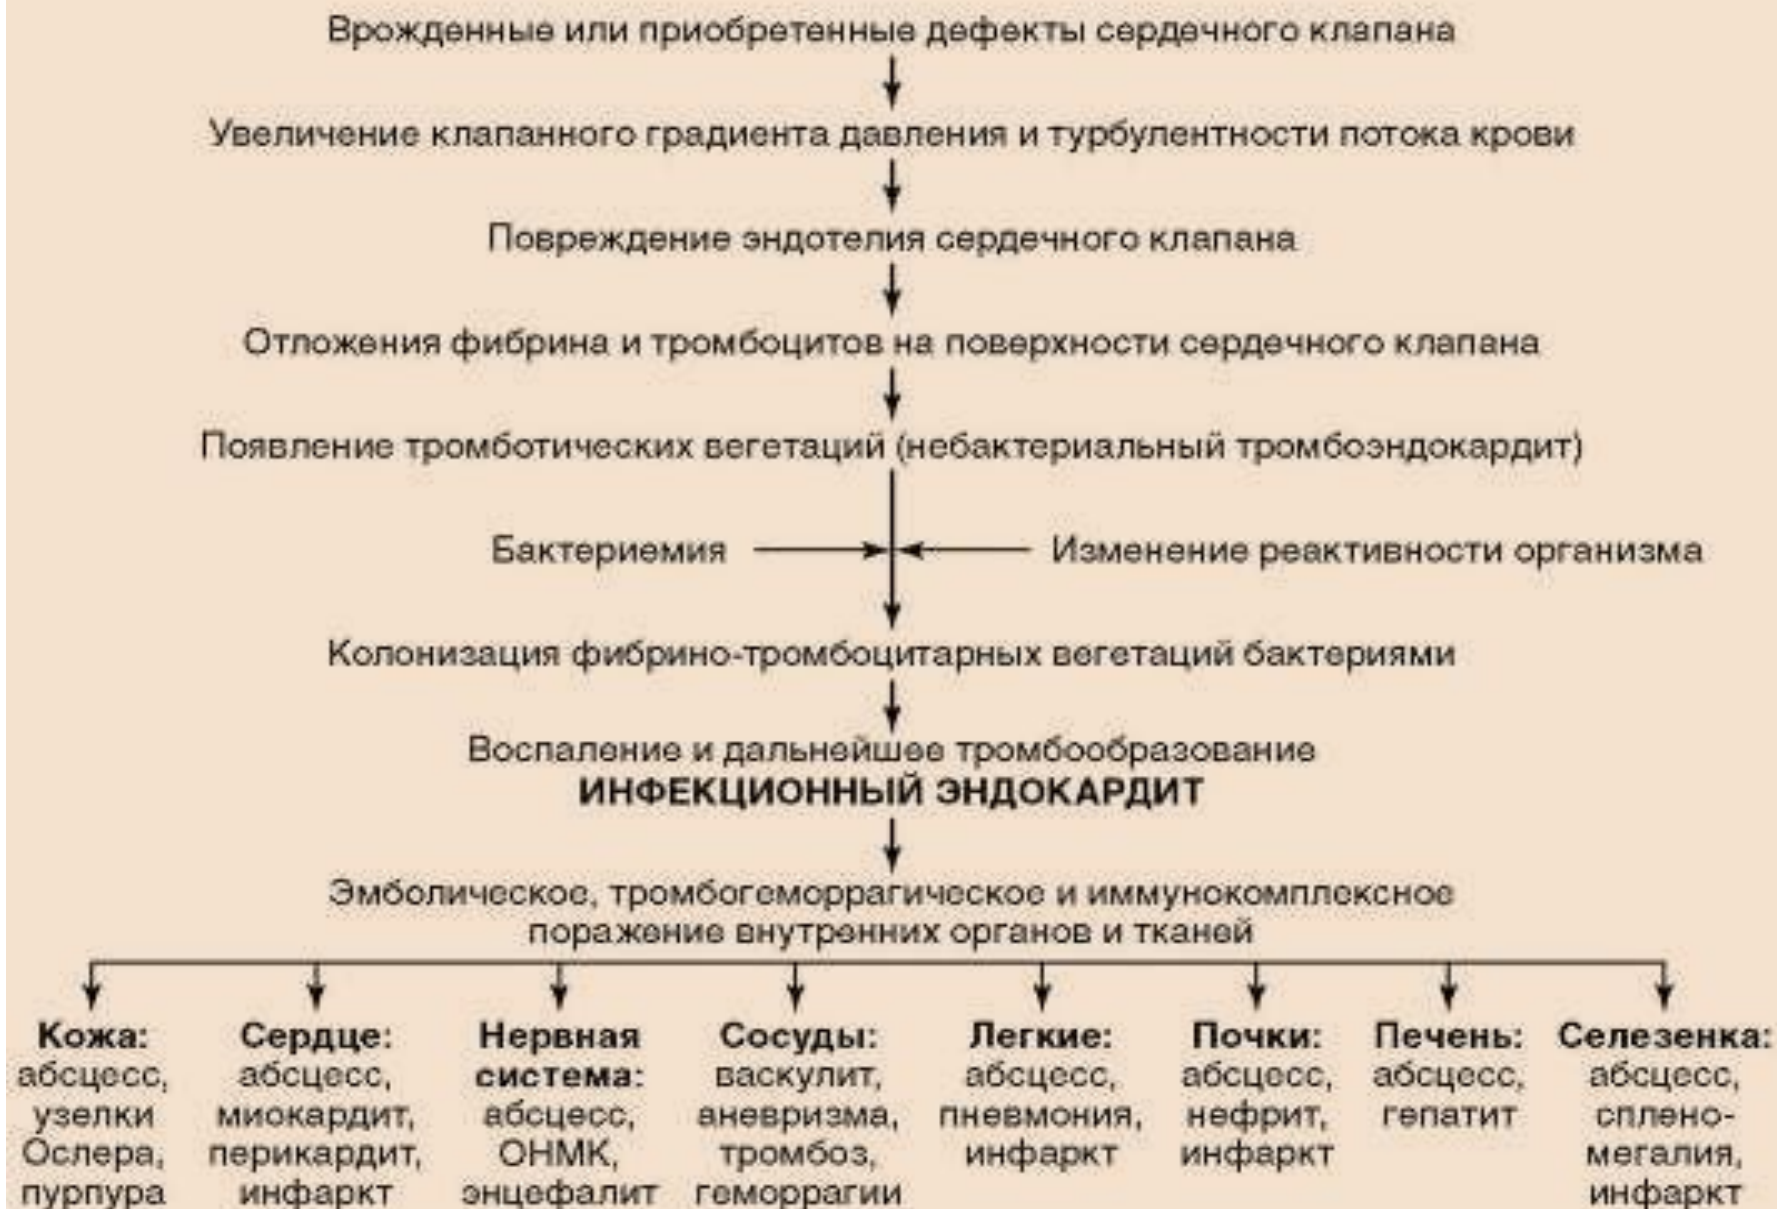 Врожденные или приобретенные дефекты сердечного клапана
Увеличение клапанного градиента давления и турбулентности потока крови
Повреждение эндотелия сердечного клапана
Отложения фибрина и тромбоцитов на поверхности сердечного клапана
Появление тромботических вегетаций (небактериальный тромбоэндокардит)
Бактериемия Изменение реактивности организма
Колонизация фибрино-тромбоцитарных вегетаций бактериями
Воспаление и дальнейшее тромбообразование
ИНФЕКЦИОННЫЙ ЭНДОКАРДИТ
Эмболическое, тромбогеморрагическое и иммунокомплексное
поражение внутренних органов и тканей
Кожа:
абсцесс,
узелки
Ослера,
пурпура
Сердце:
абсцесс,
миокардит,
перикардит,
инфаркт
Нервная
система:
абсцесс,
ОНМК,
энцефалит
Сосуды:
васкулит,
аневризма,
тромбоз,
геморрагии
Легкие:
абсцесс,
пневмония,
инфаркт
Почки:
абсцесс,
нефрит,
инфаркт
Печень:
абсцесс,
гепатит
Селезенка:
абсцесс,
сплено-
мегалия,
инфаркт